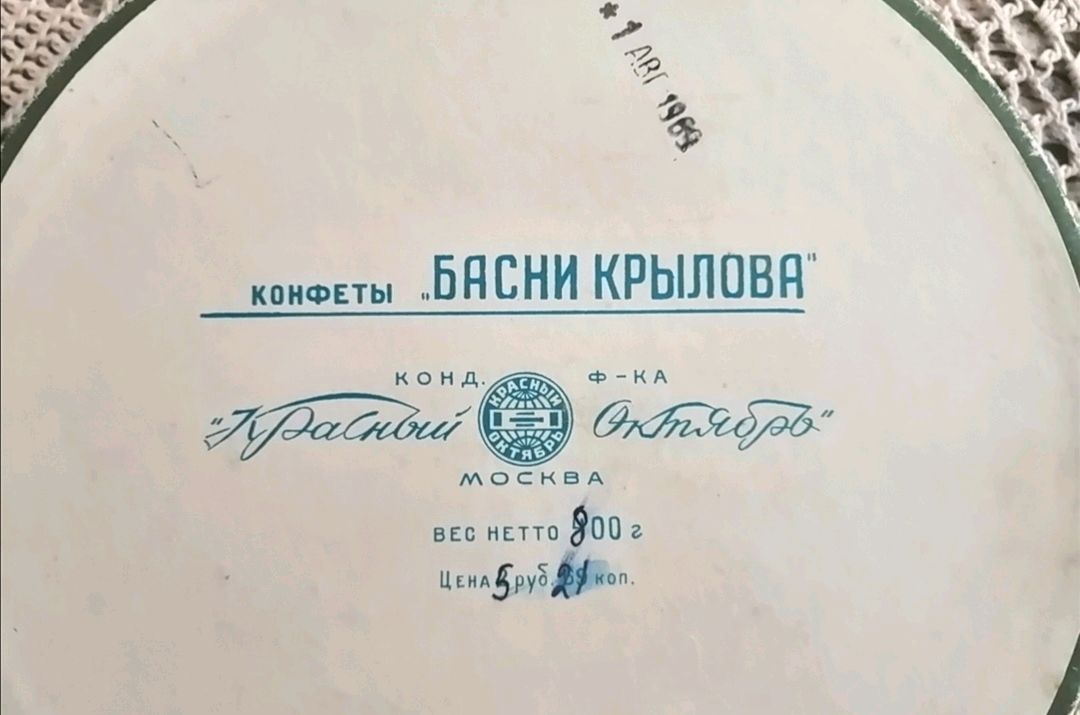 * 1 АВГ 1969
КОНФЕТЫ „БАСНИ КРЫЛОВА"
КОНД. Ф-КА
"Красный Октябрь"
КРАСНЫЙ ОКТЯБРЬ
МОСКВА
ВЕС НЕТТО 800 г
ЦЕНА 5 руб. 21 коп.